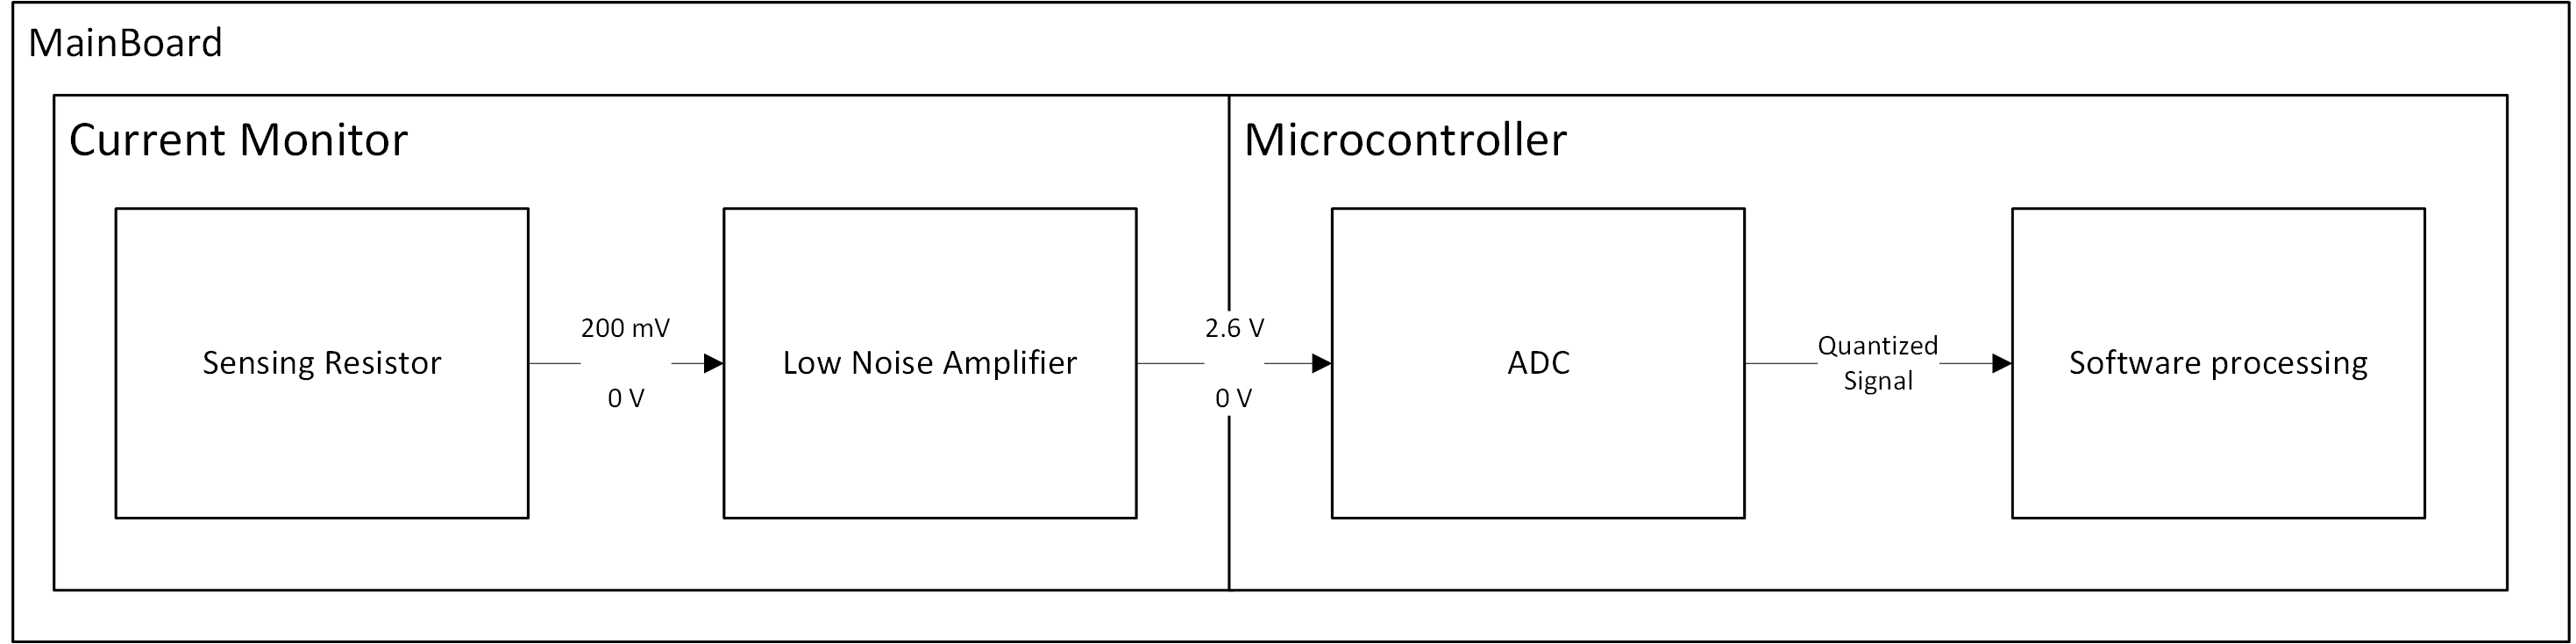 MainBoard
Current Monitor
Microcontroller
Sensing Resistor
200 mV
0 V
Low Noise Amplifier
2.6 V
0 V
ADC
Quantized
Signal
Software processing